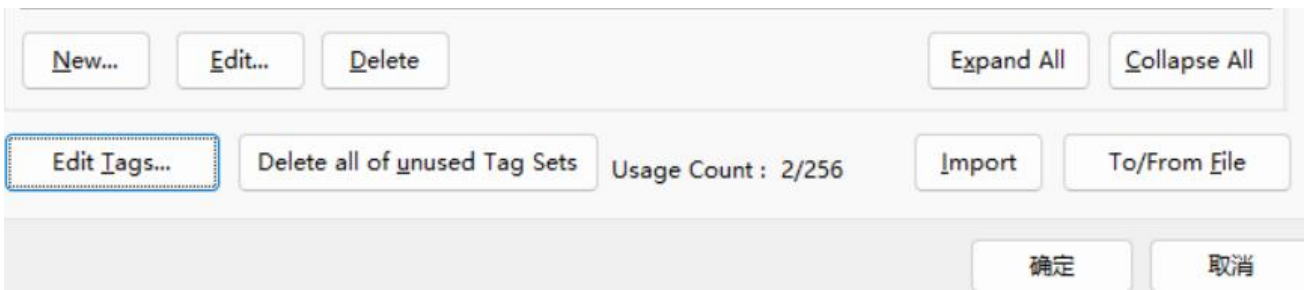 New... Edit... Delete Expand All Collapse All
Edit Tags... Delete all of unused Tag Sets Usage Count : 2/256 Import To/From File
确定 取消